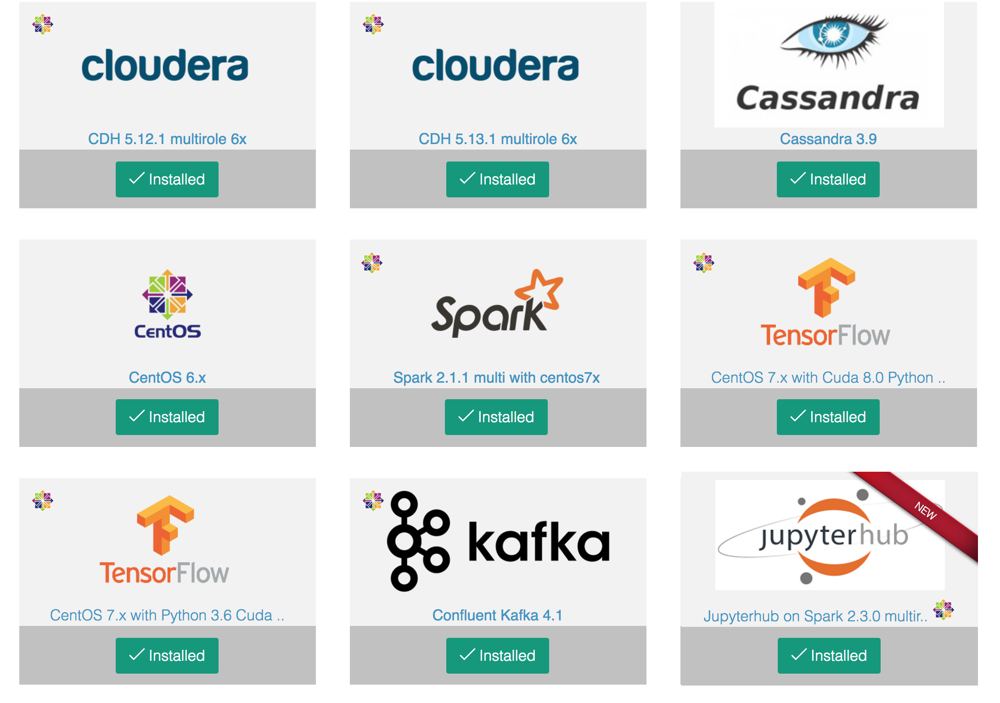 cloudera
CDH 5.12.1 multirole 6x
Installed
cloudera
CDH 5.13.1 multirole 6x
Installed
Cassandra
Cassandra 3.9
Installed
CentOS
CentOS 6.x
Installed
Spark
Spark 2.1.1 multi with centos7x
Installed
TensorFlow
CentOS 7.x with Cuda 8.0 Python ..
Installed
TensorFlow
CentOS 7.x with Python 3.6 Cuda ..
Installed
kafka
Confluent Kafka 4.1
Installed
NEW
jupyterhub
Jupyterhub on Spark 2.3.0 multir..
Installed